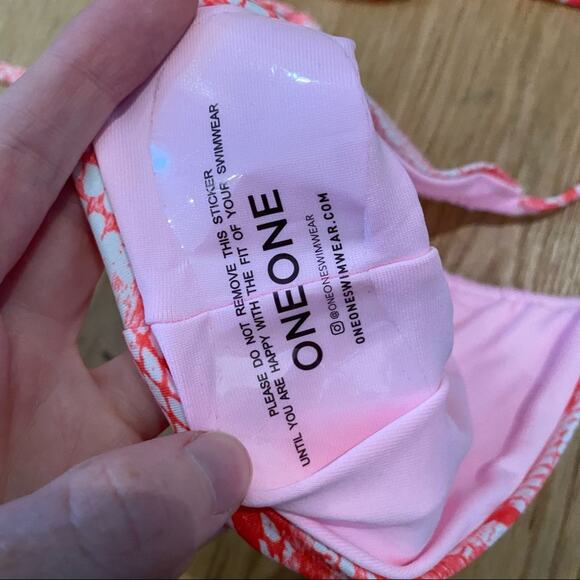 PLEASE DO NOT REMOVE THIS STICKER
UNTIL YOU ARE HAPPY WITH THE FIT OF YOUR SWIMWEAR
ONEONE
@ONEONESWIMWEAR
ONEONESWIMWEAR.COM